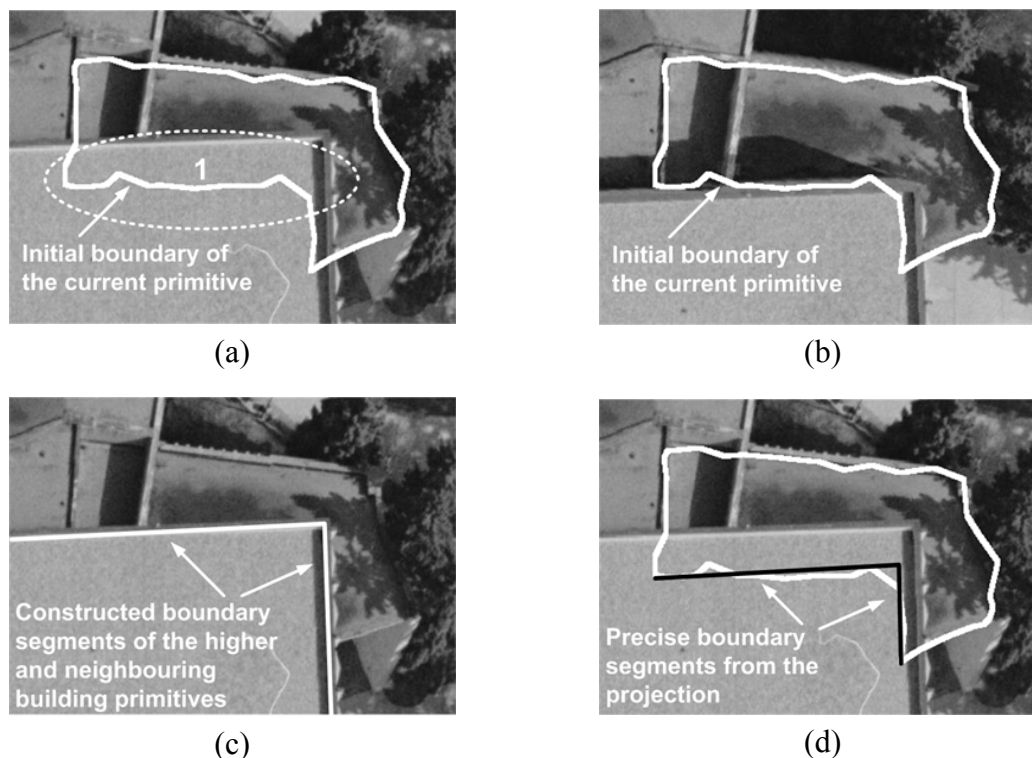 1
Initial boundary of
the current primitive
(a)
Initial boundary of
the current primitive
(b)
Constructed boundary
segments of the higher
and neighbouring
building primitives
(c)
Precise boundary
segments from the
projection
(d)